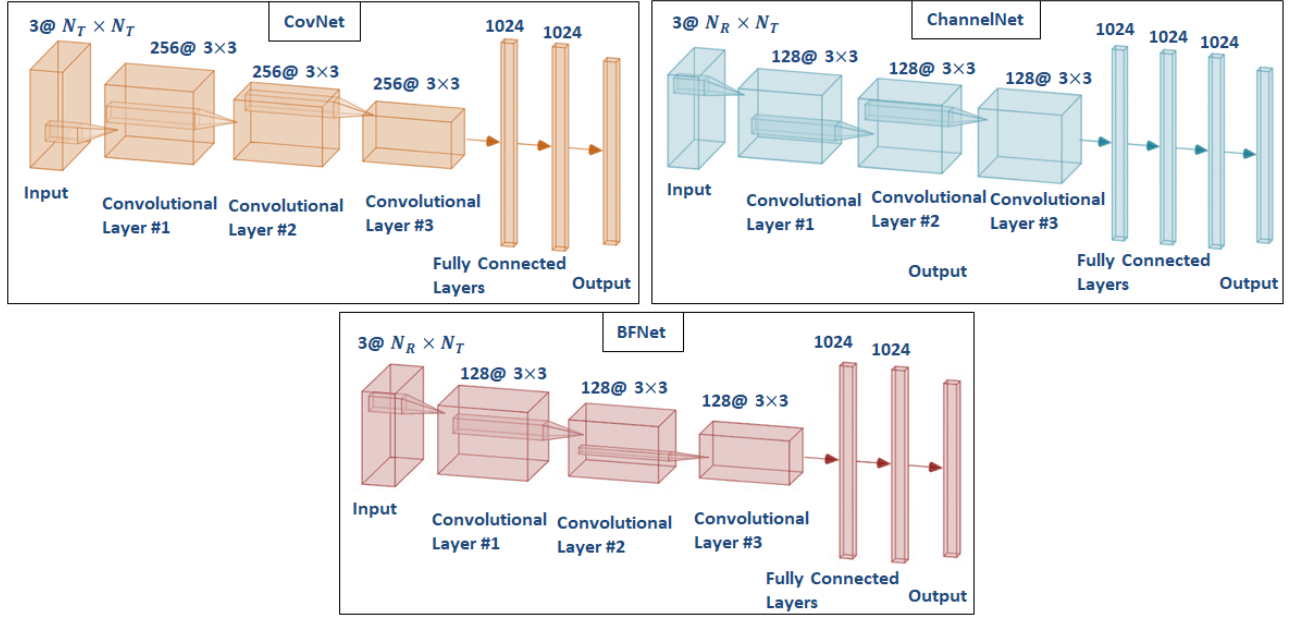 CovNet
3@ N_T × N_T
256@ 3×3
256@ 3×3
256@ 3×3
1024
1024
Input
Convolutional
Layer #1
Convolutional
Layer #2
Convolutional
Layer #3
Fully Connected
Layers
Output
ChannelNet
3@ N_R × N_T
128@ 3×3
128@ 3×3
128@ 3×3
1024
1024
1024
Input
Convolutional
Layer #1
Convolutional
Layer #2
Convolutional
Layer #3
Output
Fully Connected
Layers
Output
BFNet
3@ N_R × N_T
128@ 3×3
128@ 3×3
128@ 3×3
1024
1024
Input
Convolutional
Layer #1
Convolutional
Layer #2
Convolutional
Layer #3
Fully Connected
Layers
Output